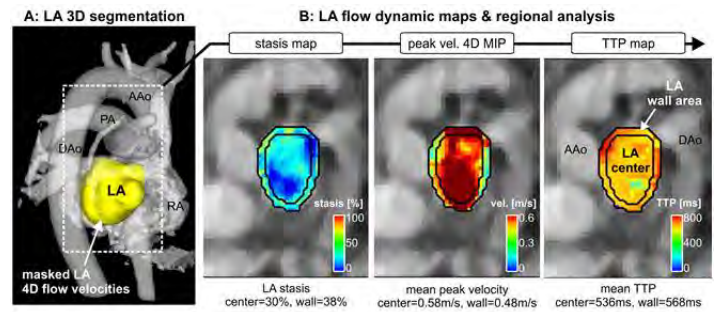 A: LA 3D segmentation
AAo
PA
DAo
LA
RA
masked LA
4D flow velocities
B: LA flow dynamic maps & regional analysis
stasis map
peak vel. 4D MIP
TTP map
stasis [%]
100
50
0
vel. [m/s]
0.6
0.3
0
LA
wall area
AAo
DAo
LA
center
TTP [ms]
800
400
0
LA stasis
center=30%, wall=38%
mean peak velocity
center=0.58m/s, wall=0.48m/s
mean TTP
center=536ms, wall=568ms